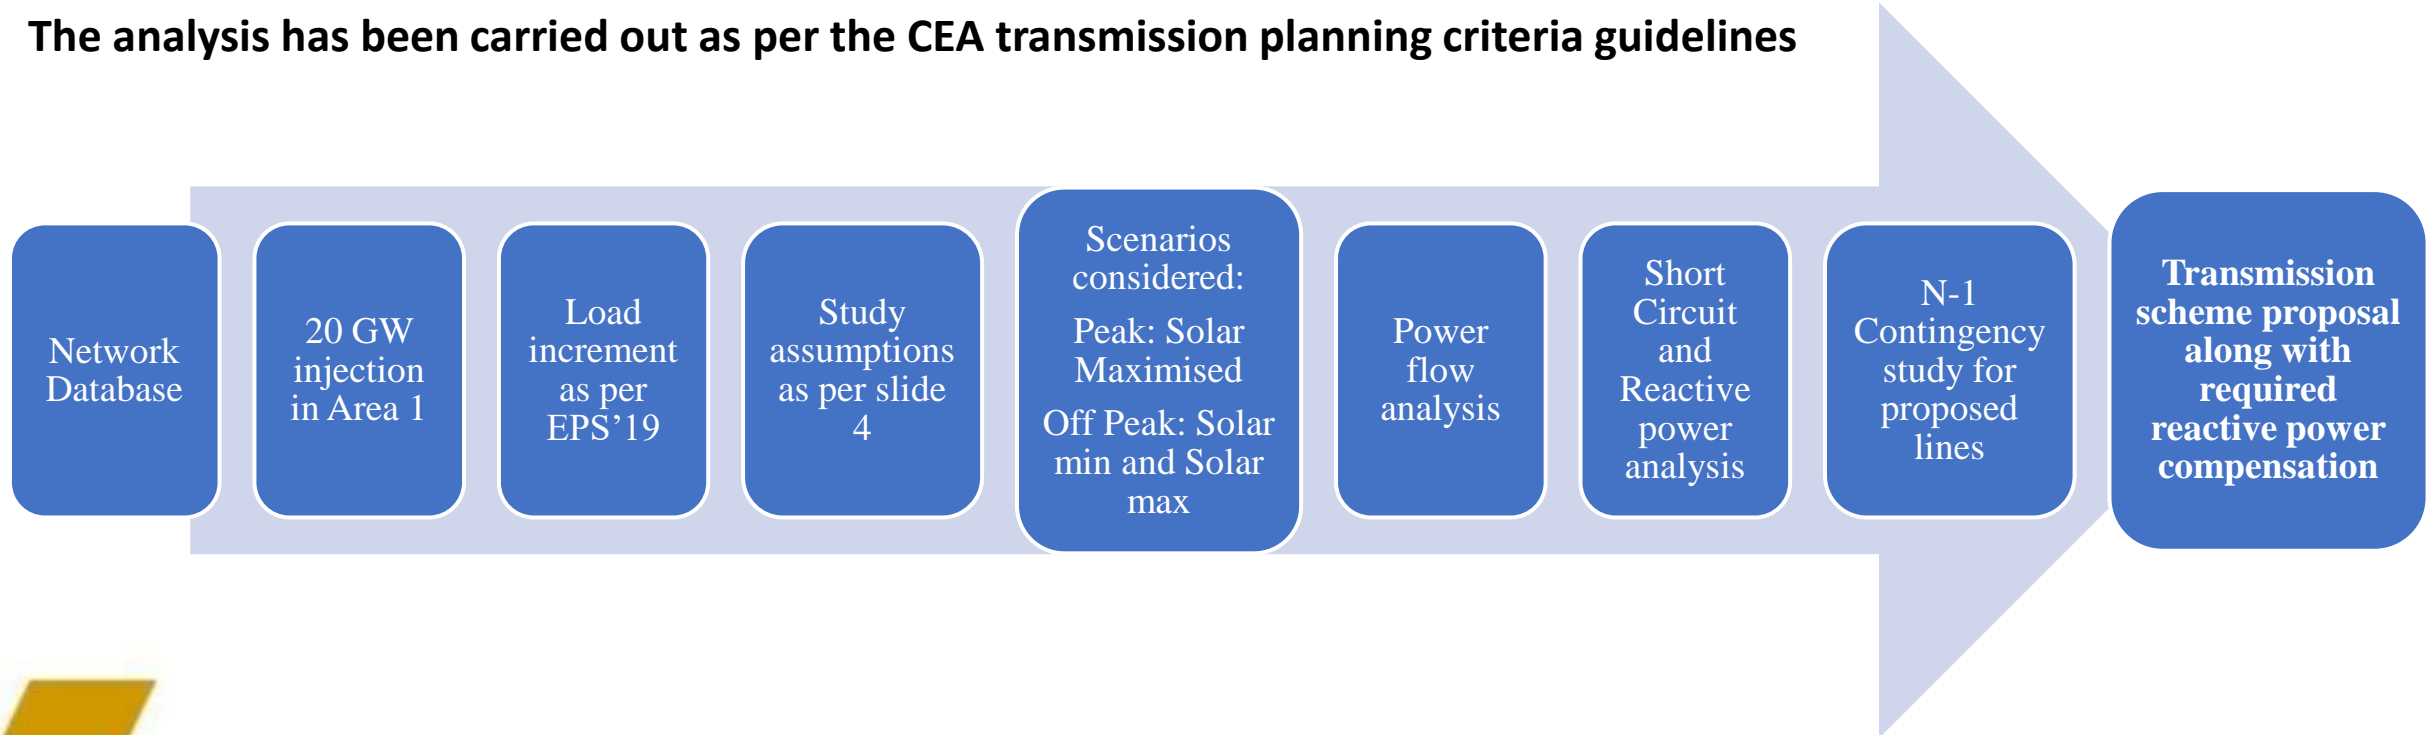 The analysis has been carried out as per the CEA transmission planning criteria guidelines
Network
Database
20 GW
injection
in Area 1
Load
increment
as per
EPS’19
Study
assumptions
as per slide
4
Scenarios
considered:
Peak: Solar
Maximised
Off Peak: Solar
min and Solar
max
Power
flow
analysis
Short
Circuit
and
Reactive
power
analysis
N-1
Contingency
study for
proposed
lines
Transmission
scheme proposal
along with
required
reactive power
compensation